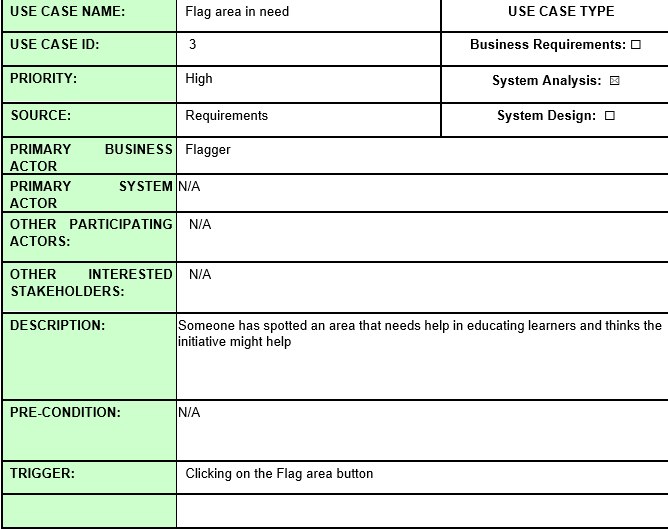 USE CASE NAME: Flag area in need USE CASE TYPE
USE CASE ID: 3 Business Requirements: ☐
PRIORITY: High System Analysis: ☒
SOURCE: Requirements System Design: ☐
PRIMARY BUSINESS ACTOR Flagger
PRIMARY SYSTEM ACTOR N/A
OTHER PARTICIPATING ACTORS: N/A
OTHER INTERESTED STAKEHOLDERS: N/A
DESCRIPTION: Someone has spotted an area that needs help in educating learners and thinks the
initiative might help
PRE-CONDITION: N/A
TRIGGER: Clicking on the Flag area button